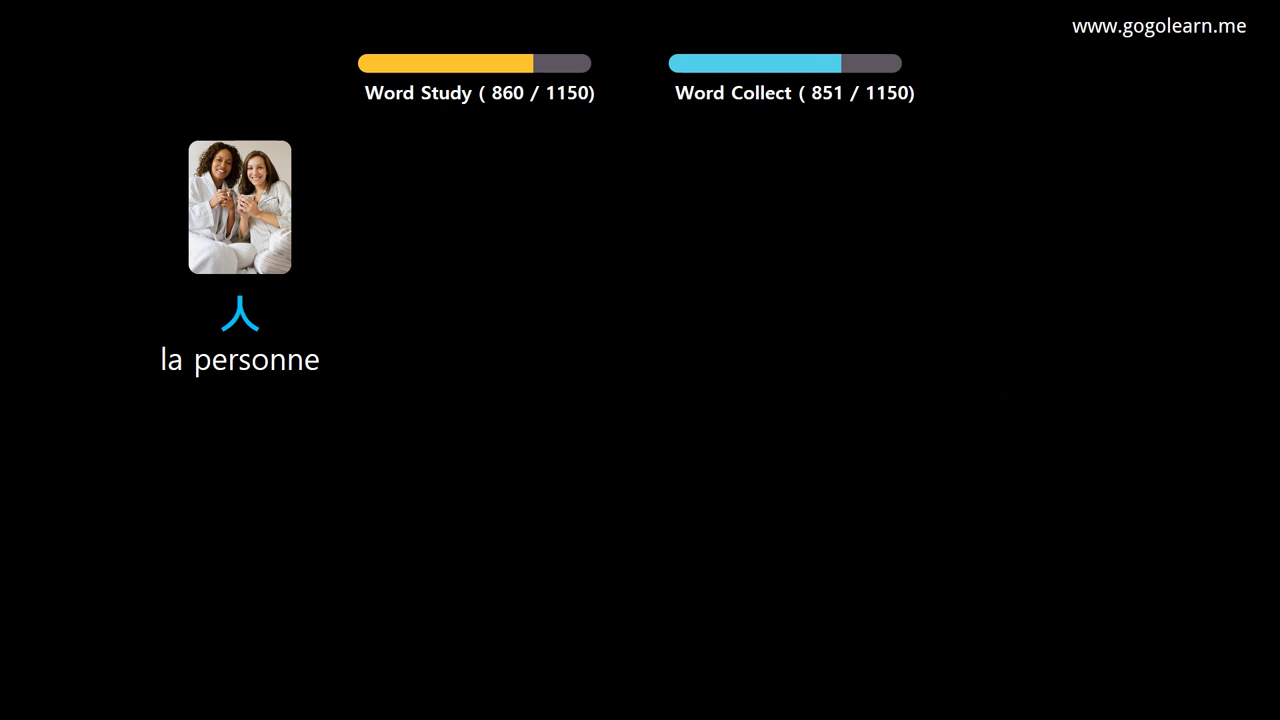 www.gogolearn.me
Word Study ( 860 / 1150)
Word Collect ( 851 / 1150)
人
la personne